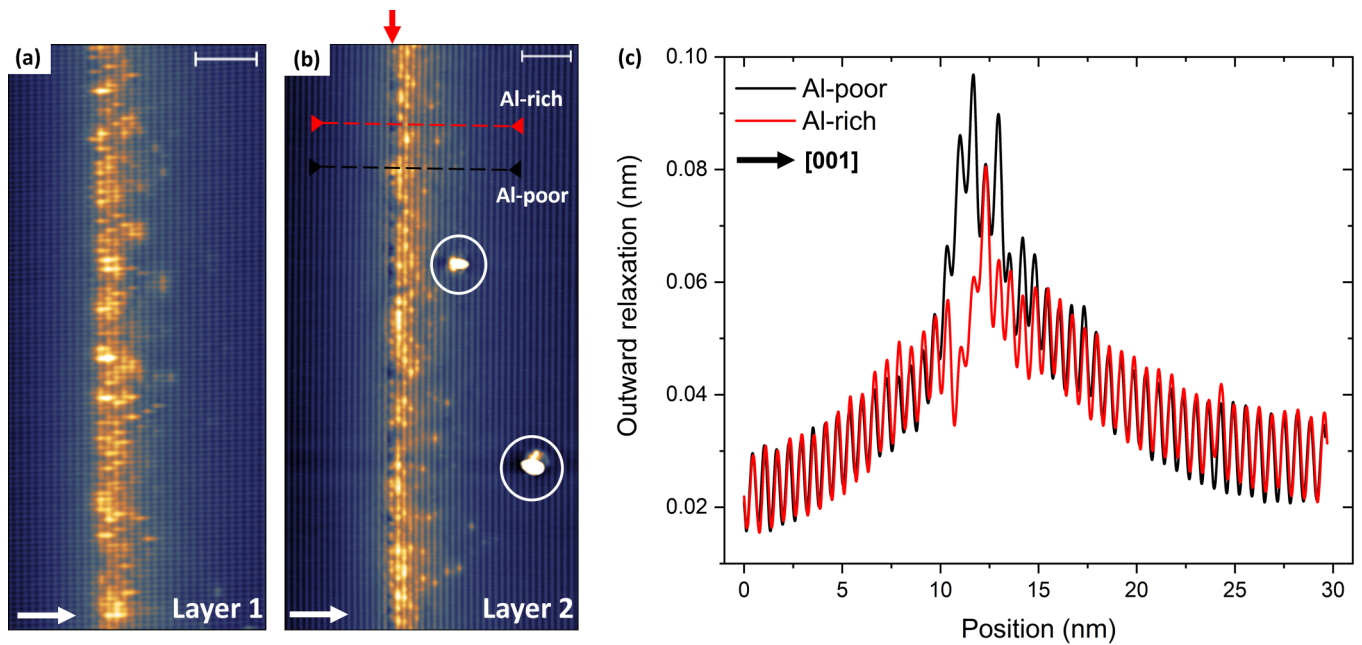 (a)
Layer 1
(b)
Al-rich
Al-poor
Layer 2
(c)
Al-poor
Al-rich
[001]
0.10
0.08
0.06
0.04
0.02
Outward relaxation (nm)
0 5 10 15 20 25 30
Position (nm)